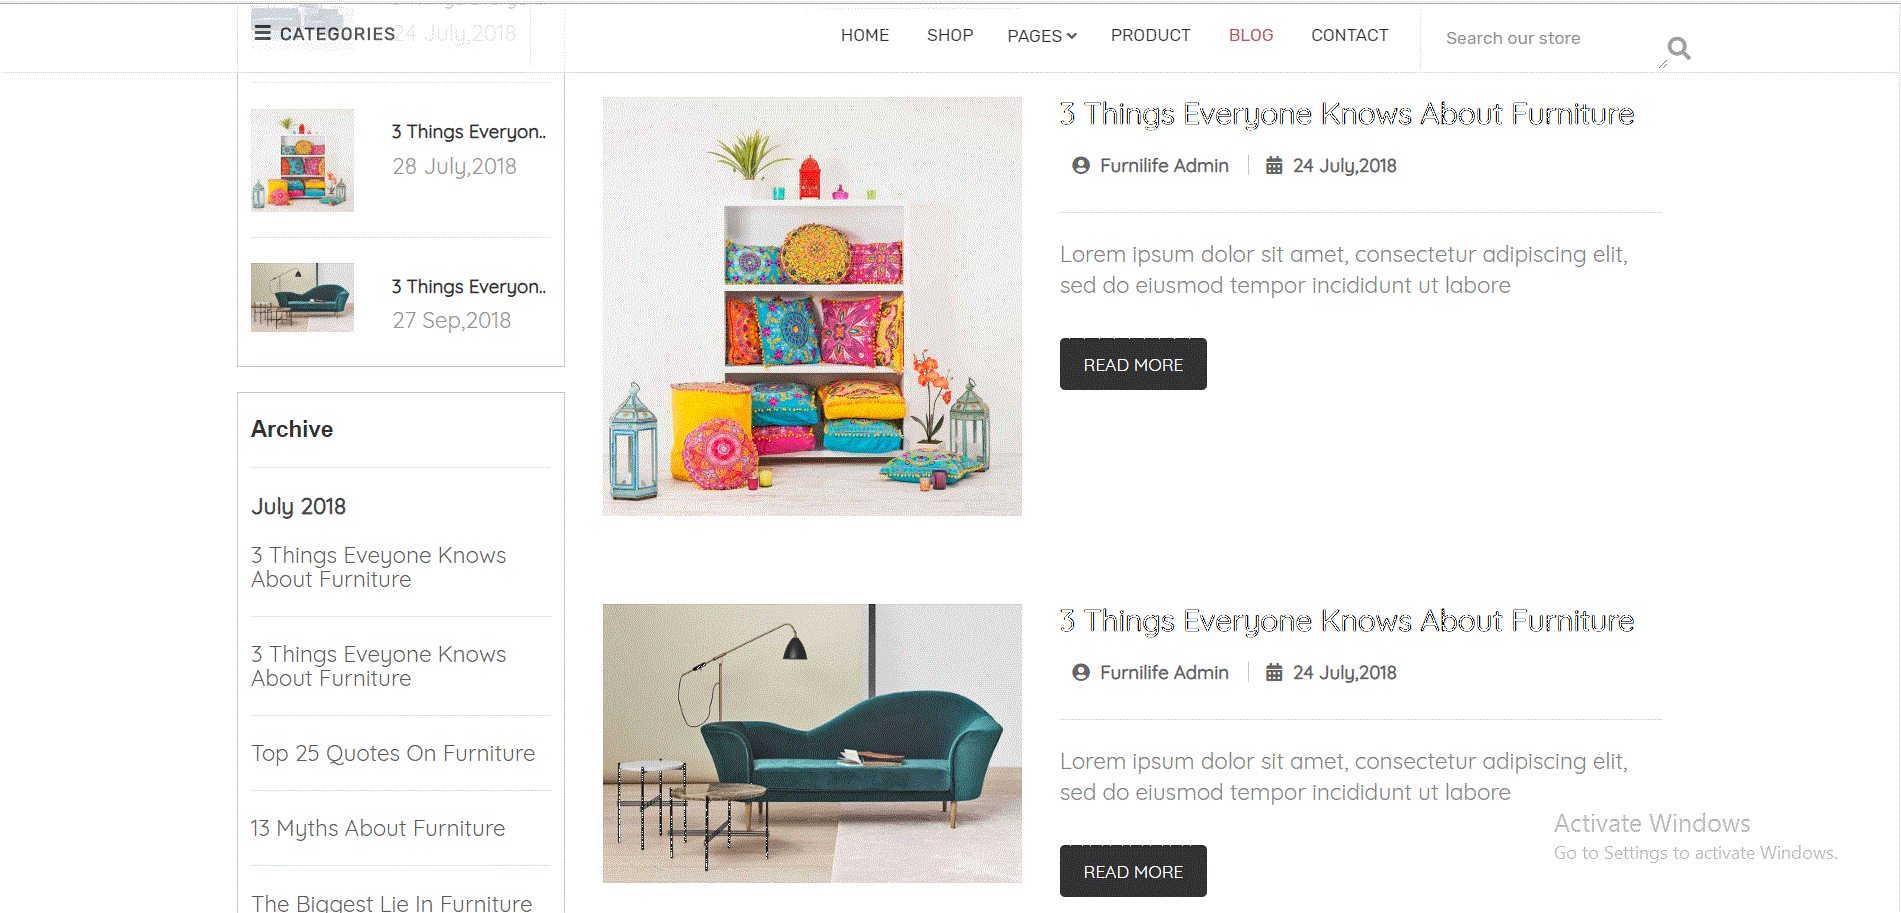 CATEGORIES
24 July,2018
HOME
SHOP
PAGES
PRODUCT
BLOG
CONTACT
Search our store
3 Things Everyon..
28 July,2018
3 Things Everyon..
27 Sep,2018
Archive
July 2018
3 Things Eveyone Knows
About Furniture
3 Things Eveyone Knows
About Furniture
Top 25 Quotes On Furniture
13 Myths About Furniture
The Biggest Lie In Furniture
3 Things Everyone Knows About Furniture
Furnilife Admin
24 July,2018
Lorem ipsum dolor sit amet, consectetur adipiscing elit,
sed do eiusmod tempor incididunt ut labore
READ MORE
3 Things Everyone Knows About Furniture
Furnilife Admin
24 July,2018
Lorem ipsum dolor sit amet, consectetur adipiscing elit,
sed do eiusmod tempor incididunt ut labore
READ MORE
Activate Windows
Go to Settings to activate Windows.